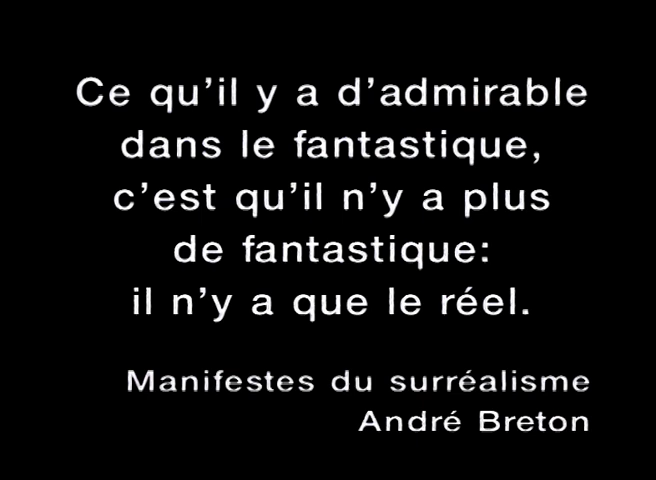 Ce qu’il y a d’admirable
dans le fantastique,
c’est qu’il n’y a plus
de fantastique:
il n’y a que le réel.
Manifestes du surréalisme
André Breton